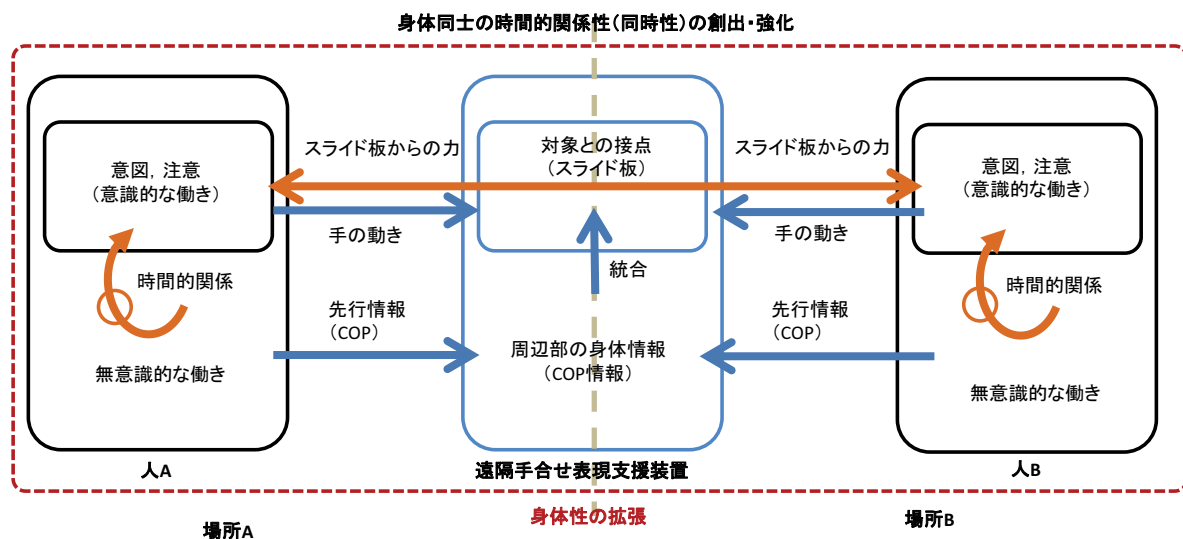 身体同士の時間的関係性(同時性)の創出・強化
意図，注意
(意識的な働き)
時間的関係
無意識的な働き
人A
スライド板からの力
手の動き
先行情報
(COP)
対象との接点
(スライド板)
統合
周辺部の身体情報
(COP情報)
遠隔手合せ表現支援装置
スライド板からの力
手の動き
先行情報
(COP)
意図，注意
(意識的な働き)
時間的関係
無意識的な働き
人B
場所A
身体性の拡張
場所B